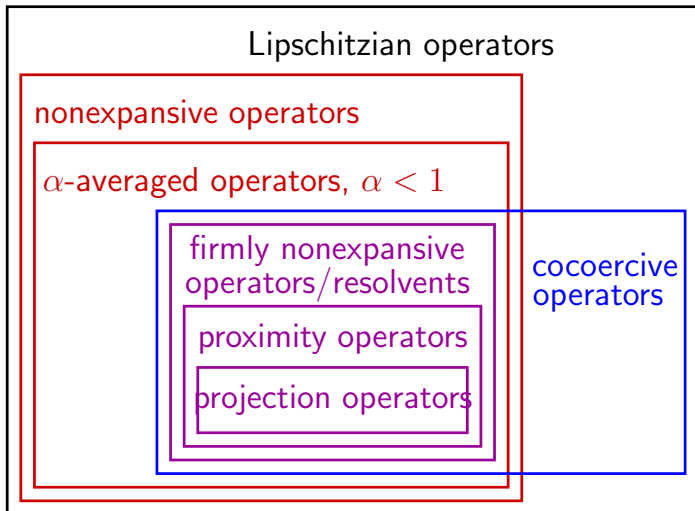 Lipschitzian operators
nonexpansive operators
α-averaged operators, α < 1
firmly nonexpansive
operators/resolvents
cocoercive
operators
proximity operators
projection operators